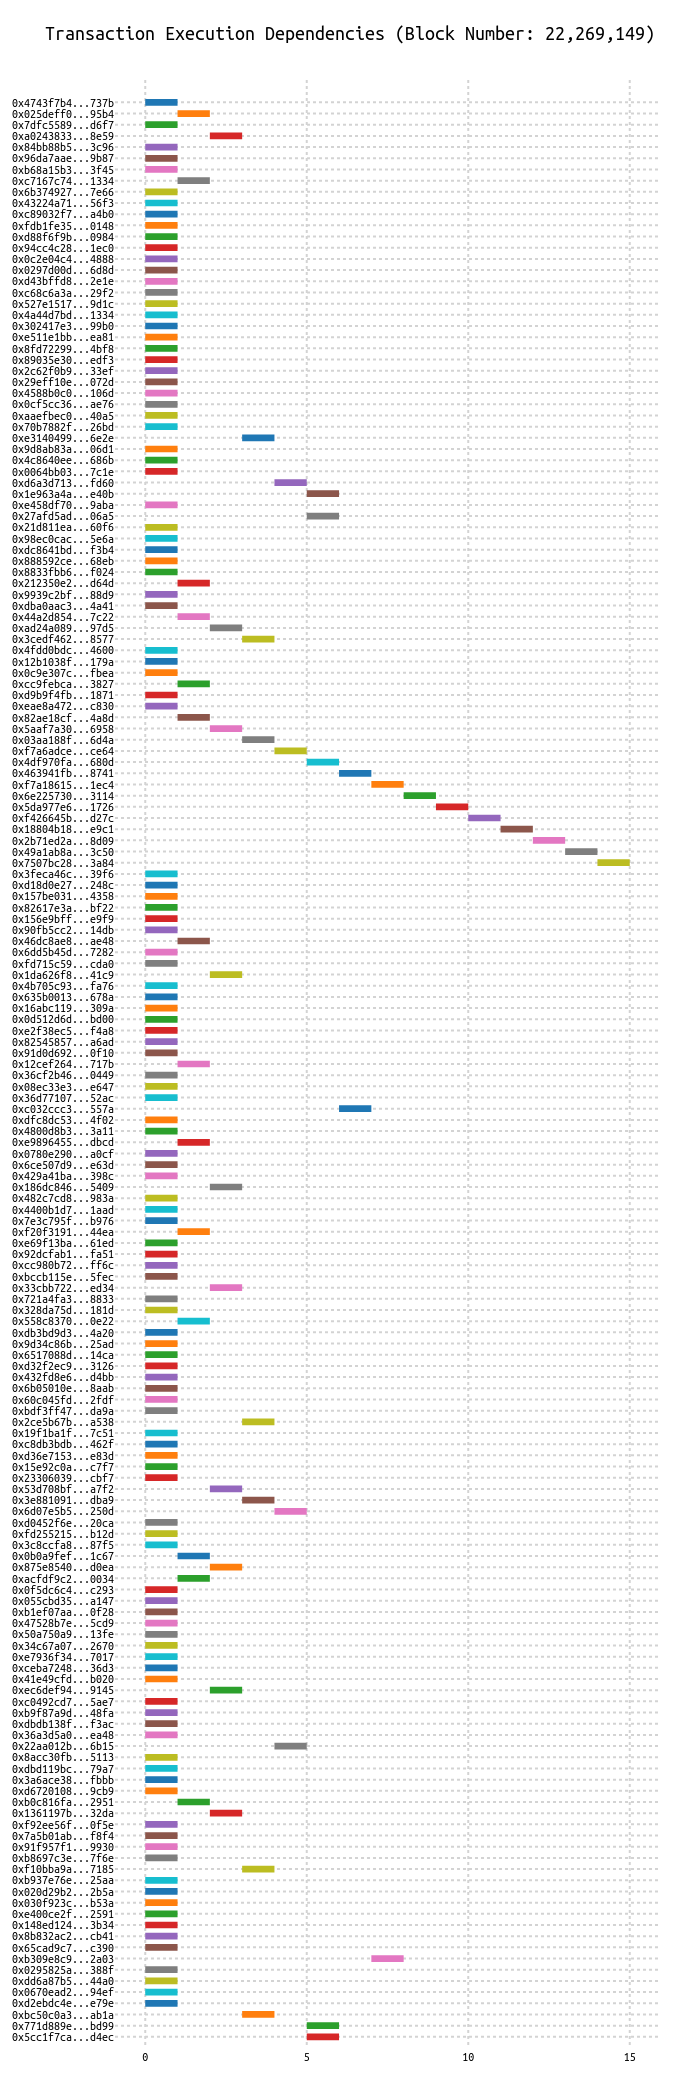 Transaction Execution Dependencies (Block Number: 22,269,149)
0x4743f7b4...737b
0x025deff0...95b4
0x7dfc5589...d6f7
0xa0243833...8e59
0x84bb88b5...3c96
0x96da7aae...9b87
0xb68a15b3...3f45
0xc7167c74...1334
0x6b374927...7e66
0x43224a71...56f3
0xc89032f7...a4b0
0xfdb1fe35...0148
0xd88f6f9b...0984
0x94cc4c28...1ec0
0x0c2e04c4...4888
0x0297d00d...6d8d
0xd43bffd8...2e1e
0xc68c6a3a...29f2
0x527e1517...9d1c
0x4a44d7bd...1334
0x302417e3...99b0
0xe511e1bb...ea81
0x8fd72299...4bf8
0x89035e30...edf3
0x2c62f0b9...33ef
0x29eff10e...072d
0x4588b0c0...106d
0x0cf5cc36...ae76
0xaaefbec0...40a5
0x70b7882f...26bd
0xe3140499...6e2e
0x9d8ab83a...06d1
0x4c8640ee...686b
0x0064bb03...7c1e
0xd6a3d713...fd60
0x1e963a4a...e40b
0xe458df70...9aba
0x27afd5ad...06a5
0x21d811ea...60f6
0x98ec0cac...5e6a
0xdc8641bd...f3b4
0x888592ce...68eb
0x8833fbb6...f024
0x212350e2...d64d
0x9939c2bf...88d9
0xdba0aac3...4a41
0x44a2d854...7c22
0xad24a089...97d5
0x3cedf462...8577
0x4fdd0bdc...4600
0x12b1038f...179a
0x0c9e307c...fbea
0xcc9febca...3827
0xd9b9f4fb...1871
0xeae8a472...c830
0x82ae18cf...4a8d
0x5aaf7a30...6958
0x03aa188f...6d4a
0xf7a6adce...ce64
0x4df970fa...680d
0x463941fb...8741
0xf7a18615...1ec4
0x6e225730...3114
0x5da977e6...1726
0xf426645b...d27c
0x18804b18...e9c1
0x2b71ed2a...8d09
0x49a1ab8a...3c50
0x7507bc28...3a84
0x3feca46c...39f6
0xd18d0e27...248c
0x157be031...4358
0x82617e3a...bf22
0x156e9bff...e9f9
0x90fb5cc2...14db
0x46dc8ae8...ae48
0x6dd5b45d...7282
0xfd715c59...cda0
0x1da626f8...41c9
0x4b705c93...fa76
0x635b0013...678a
0x16abc119...309a
0x0d512d6d...bd00
0xe2f38ec5...f4a8
0x82545857...a6ad
0x91d0d692...0f10
0x12cef264...717b
0x36cf2b46...0449
0x08ec33e3...e647
0x36d77107...52ac
0xc032ccc3...557a
0xdfc8dc53...4f02
0x4800d8b3...3a11
0xe9896455...dbcd
0x0780e290...a0cf
0x6ce507d9...e63d
0x429a41ba...398c
0x186dc846...5409
0x482c7cd8...983a
0x4400b1d7...1aad
0x7e3c795f...b976
0xf20f3191...44ea
0xe69f13ba...61ed
0x92dcfab1...fa51
0xcc980b72...ff6c
0xbccb115e...5fec
0x33cbb722...ed34
0x721a4fa3...8833
0x328da75d...181d
0x558c8370...0e22
0xdb3bd9d3...4a20
0x9d34c86b...25ad
0x6517088d...14ca
0xd32f2ec9...3126
0x432fd8e6...d4bb
0x6b05010e...8aab
0x60c045fd...2fdf
0xbdf3ff47...da9a
0x2ce5b67b...a538
0x19f1ba1f...7c51
0xc8db3bdb...462f
0xd36e7153...e83d
0x15e92c0a...c7f7
0x23306039...cbf7
0x53d708bf...a7f2
0x3e881091...dba9
0x6d07e5b5...250d
0xd0452f6e...20ca
0xfd255215...b12d
0x3c8ccfa8...87f5
0x0b0a9fef...1c67
0x875e8540...d0ea
0xacfdf9c2...0034
0x0f5dc6c4...c293
0x055cbd35...a147
0xb1ef07aa...0f28
0x47528b7e...5cd9
0x50a750a9...13fe
0x34c67a07...2670
0xe7936f34...7017
0xceba7248...36d3
0x41e49cfd...b020
0xec6def94...9145
0xc0492cd7...5ae7
0xb9f87a9d...48fa
0xdbdb138f...f3ac
0x36a3d5a0...ea48
0x22aa012b...6b15
0x8acc30fb...5113
0xdbd119bc...79a7
0x3a6ace38...fbbb
0xd6720108...9cb9
0xb0c816fa...2951
0x1361197b...32da
0xf92ee56f...0f5e
0x7a5b01ab...f8f4
0x91f957f1...9930
0xb8697c3e...7f6e
0xf10bba9a...7185
0xb937e76e...25aa
0x020d29b2...2b5a
0x030f923c...b53a
0xe400ce2f...2591
0x148ed124...3b34
0x8b832ac2...cb41
0x65cad9c7...c390
0xb309e8c9...2a03
0x0295825a...388f
0xdd6a87b5...44a0
0x0670ead2...94ef
0xd2ebdc4e...e79e
0xbc50c0a3...ab1a
0x771d889e...bd99
0x5cc1f7ca...d4ec
0 5 10 15